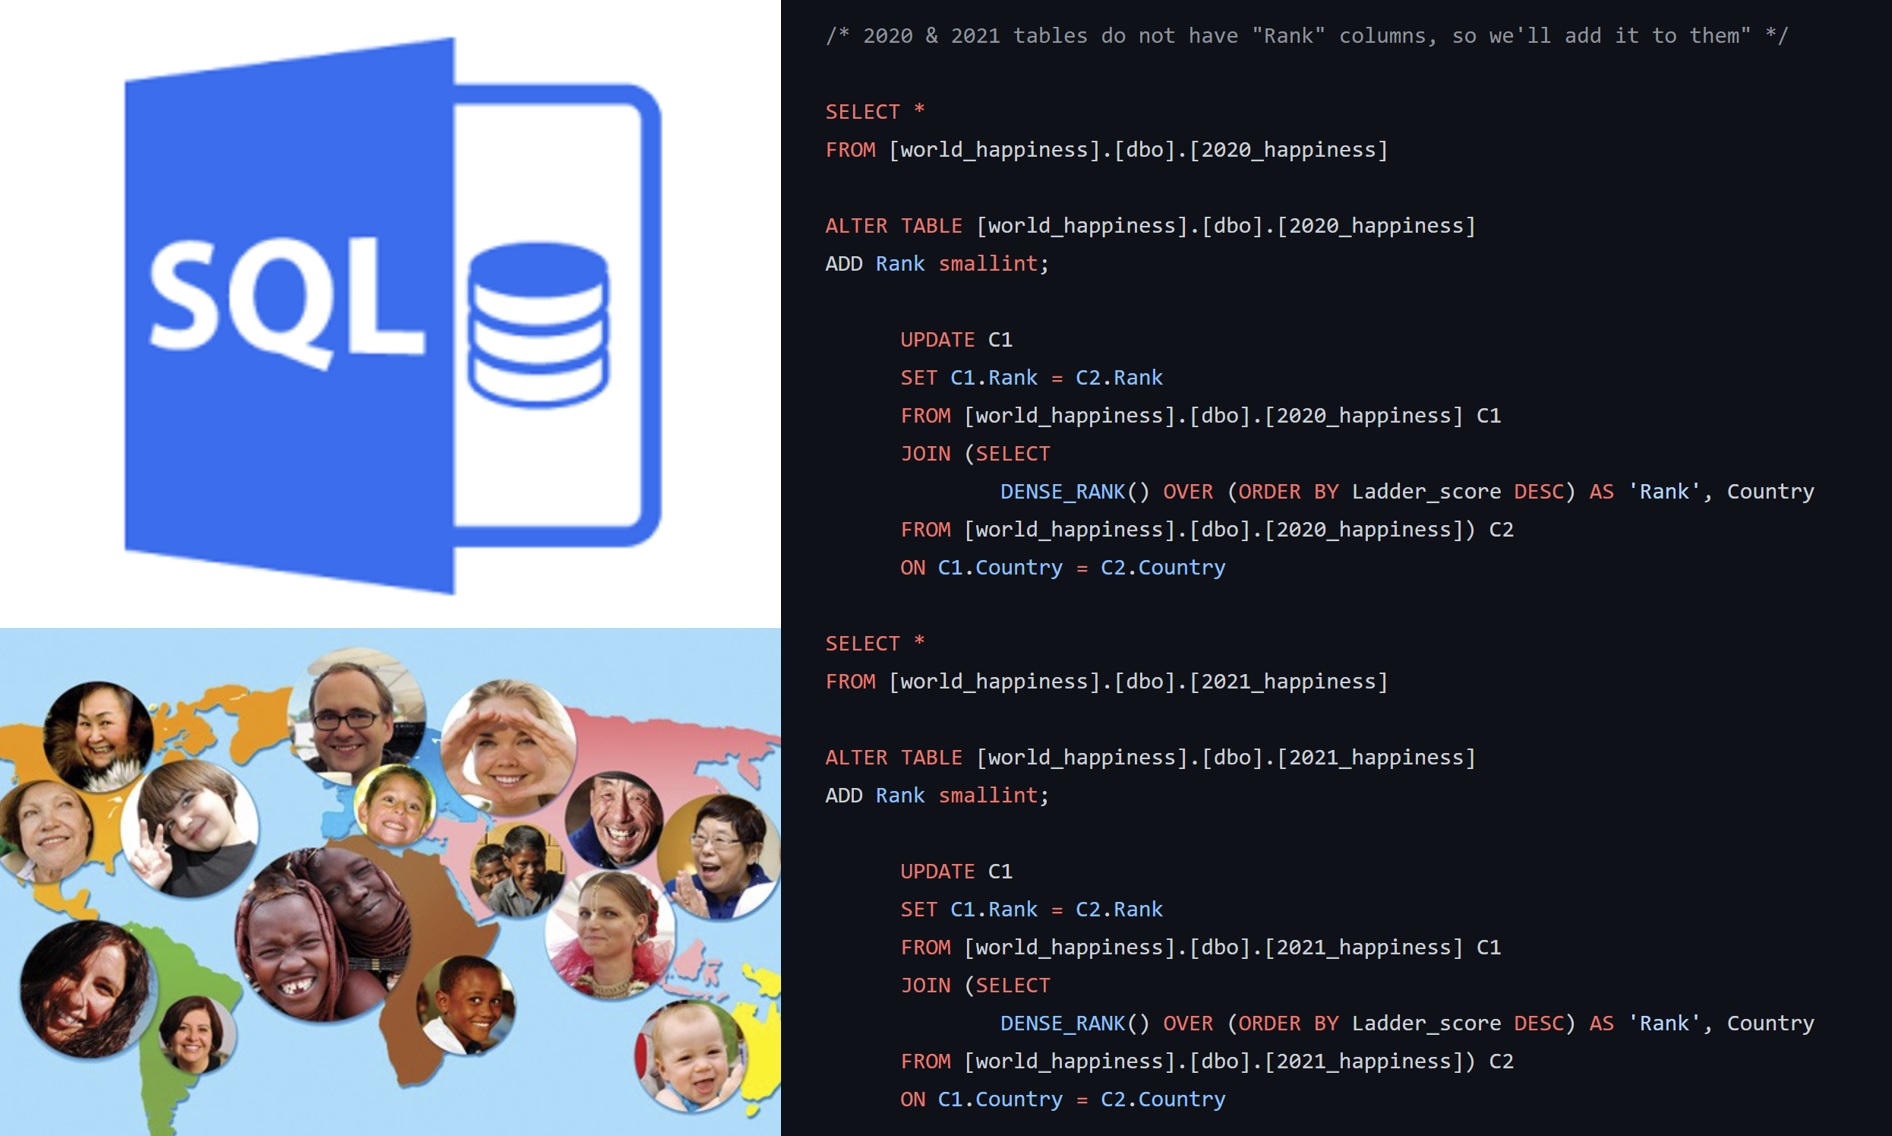 SQL
/* 2020 & 2021 tables do not have "Rank" columns, so we'll add it to them" */
SELECT *
FROM [world_happiness].[dbo].[2020_happiness]
ALTER TABLE [world_happiness].[dbo].[2020_happiness]
ADD Rank smallint;
UPDATE C1
SET C1.Rank = C2.Rank
FROM [world_happiness].[dbo].[2020_happiness] C1
JOIN (SELECT
DENSE_RANK() OVER (ORDER BY Ladder_score DESC) AS 'Rank', Country
FROM [world_happiness].[dbo].[2020_happiness]) C2
ON C1.Country = C2.Country
SELECT *
FROM [world_happiness].[dbo].[2021_happiness]
ALTER TABLE [world_happiness].[dbo].[2021_happiness]
ADD Rank smallint;
UPDATE C1
SET C1.Rank = C2.Rank
FROM [world_happiness].[dbo].[2021_happiness] C1
JOIN (SELECT
DENSE_RANK() OVER (ORDER BY Ladder_score DESC) AS 'Rank', Country
FROM [world_happiness].[dbo].[2021_happiness]) C2
ON C1.Country = C2.Country